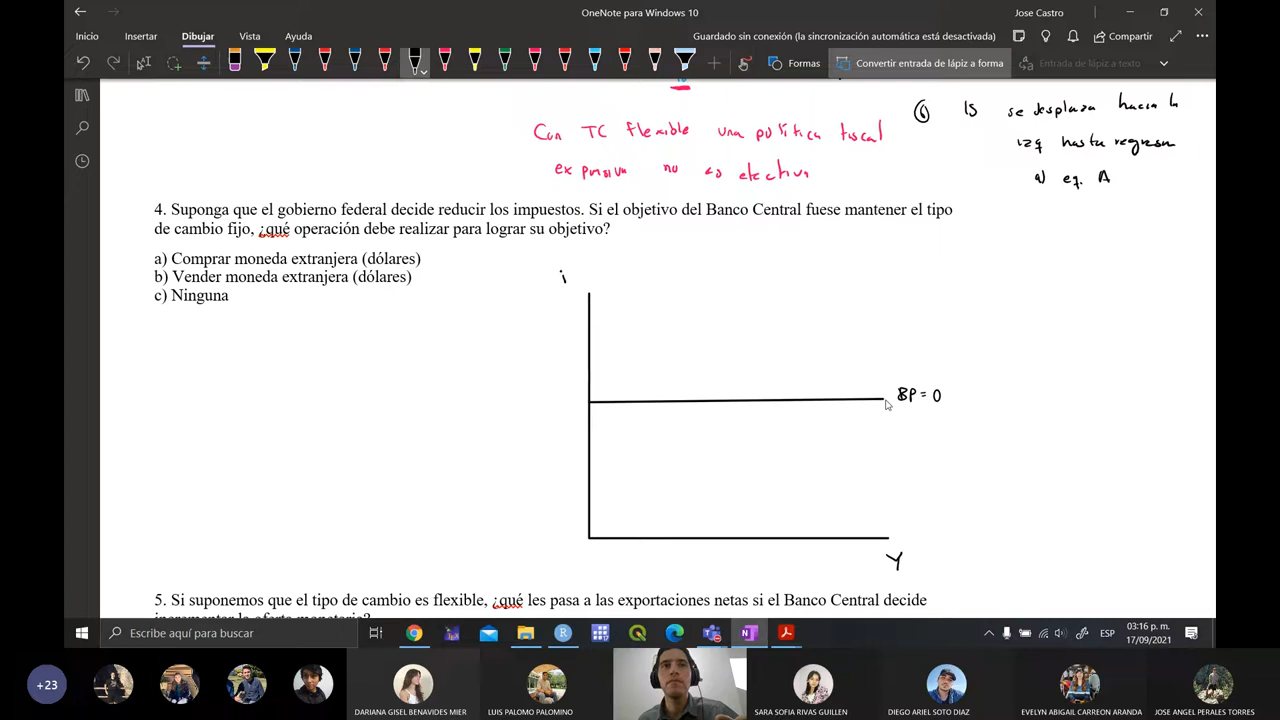 OneNote para Windows 10
Jose Castro
Inicio Insertar Dibujar Vista Ayuda
Guardado sin conexión (la sincronización automática está desactivada)
Compartir
Formas
Convertir entrada de lápiz a forma
Entrada de lápiz a texto
Con TC flexible una política fiscal
expansiva no es efectiva
⑥ IS se desplaza hacia la
izq hasta regresar
al eq. A
4. Suponga que el gobierno federal decide reducir los impuestos. Si el objetivo del Banco Central fuese mantener el tipo
de cambio fijo, ¿qué operación debe realizar para lograr su objetivo?
a) Comprar moneda extranjera (dólares)
b) Vender moneda extranjera (dólares)
c) Ninguna
i
BP = 0
Y
5. Si suponemos que el tipo de cambio es flexible, ¿qué les pasa a las exportaciones netas si el Banco Central decide
incrementar la oferta monetaria?
Escribe aquí para buscar
ESP
03:16 p. m.
17/09/2021
+23
DARIANA GISEL BENAVIDES MIER
LUIS PALOMO PALOMINO
SARA SOFIA RIVAS GUILLEN
DIEGO ARIEL SOTO DIAZ
EVELYN ABIGAIL CARREON ARANDA
JOSE ANGEL PERALES TORRES